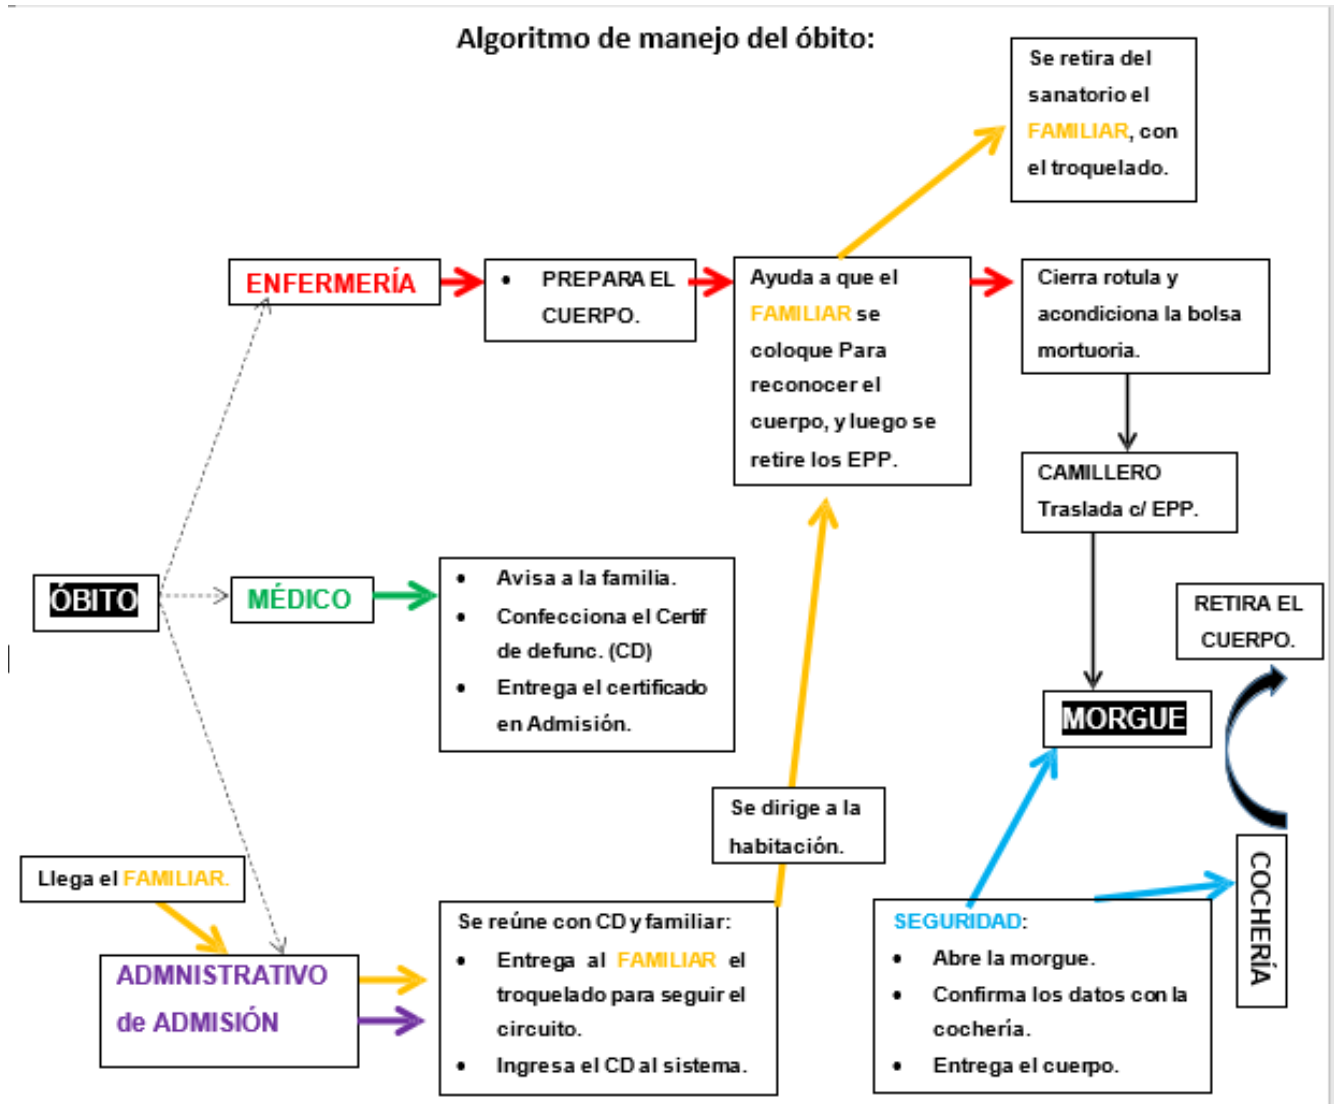 Algoritmo de manejo del óbito:
Se retira del
sanatorio el
FAMILIAR, con
el troquelado.
ENFERMERÍA
• PREPARA EL
CUERPO.
Ayuda a que el
FAMILIAR se
coloque Para
reconocer el
cuerpo, y luego se
retire los EPP.
Cierra rotula y
acondiciona la bolsa
mortuoria.
CAMILLERO
Traslada c/ EPP.
ÓBITO
MÉDICO
• Avisa a la familia.
• Confecciona el Certif
de defunc. (CD)
• Entrega el certificado
en Admisión.
RETIRA EL
CUERPO.
MORGUE
Se dirige a la
habitación.
Llega el FAMILIAR.
ADMNISTRATIVO
de ADMISIÓN
Se reúne con CD y familiar:
• Entrega al FAMILIAR el
troquelado para seguir el
circuito.
• Ingresa el CD al sistema.
SEGURIDAD:
• Abre la morgue.
• Confirma los datos con la
cochería.
• Entrega el cuerpo.
COCHERÍA